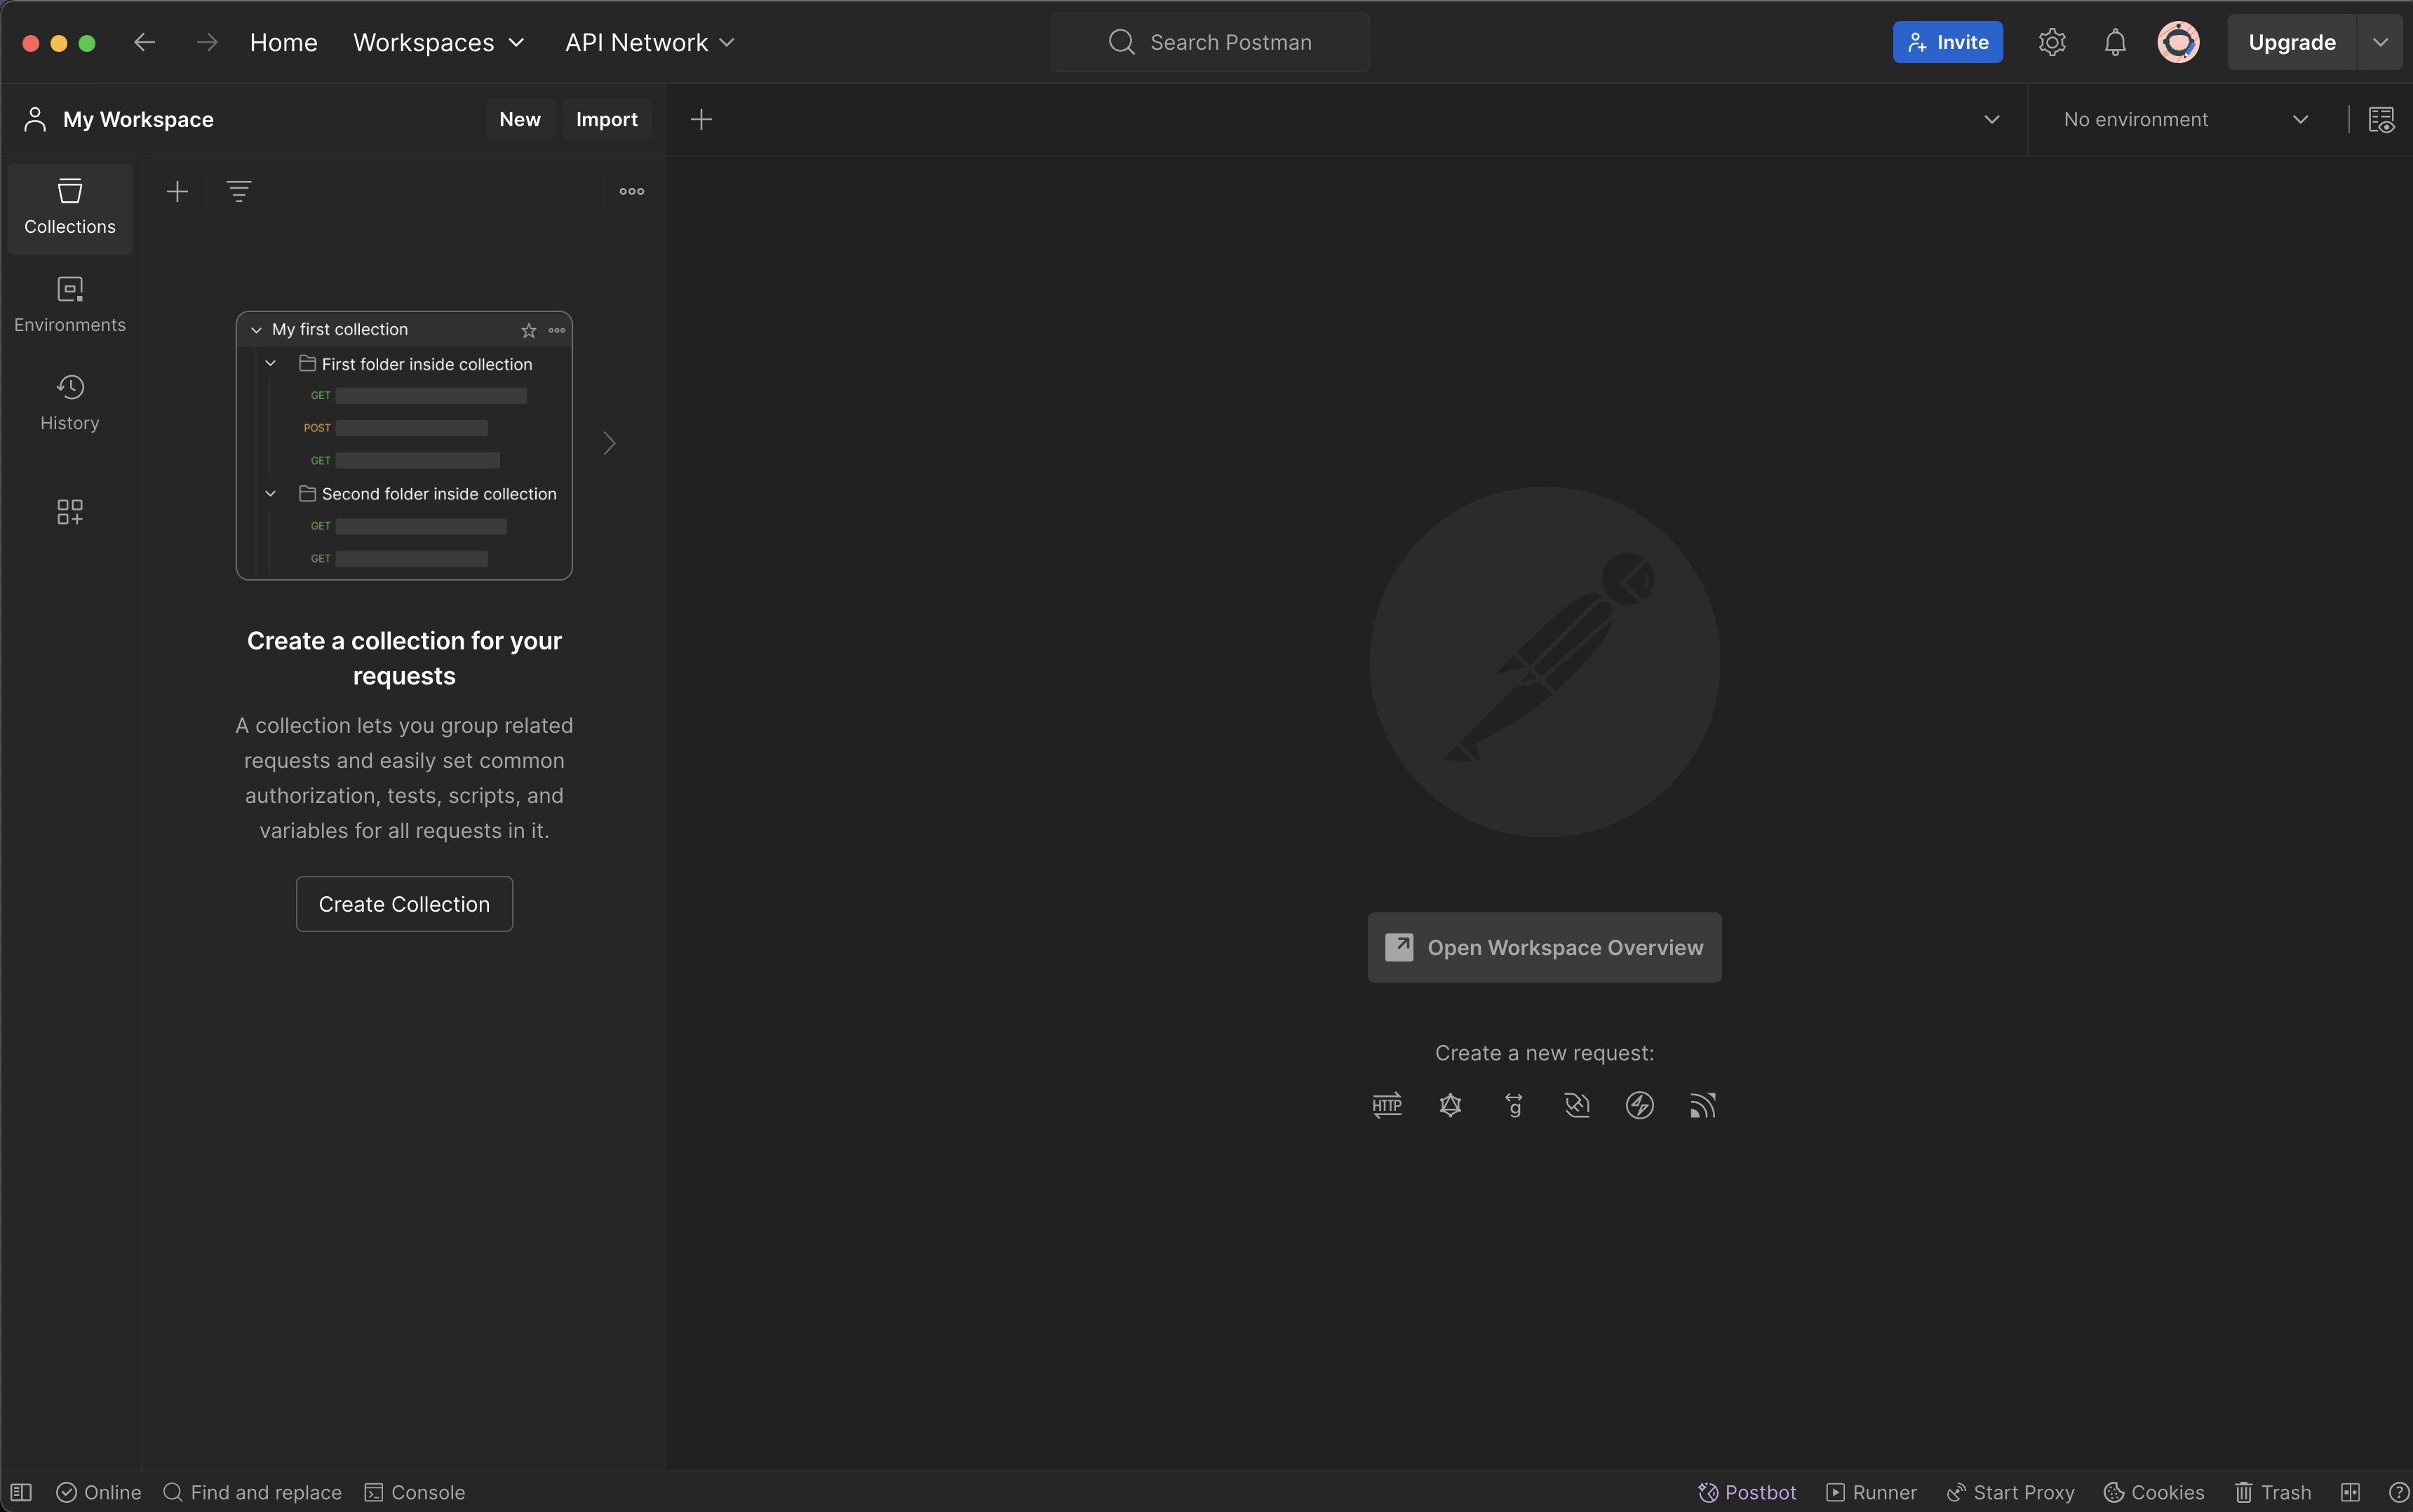 Home Workspaces API Network Search Postman Invite Upgrade
My Workspace New Import No environment
Collections
Environments
History
My first collection
First folder inside collection
GET
POST
GET
Second folder inside collection
GET
GET
Create a collection for your
requests
A collection lets you group related
requests and easily set common
authorization, tests, scripts, and
variables for all requests in it.
Create Collection
Open Workspace Overview
Create a new request:
HTTP g
Online Find and replace Console Postbot Runner Start Proxy Cookies Trash